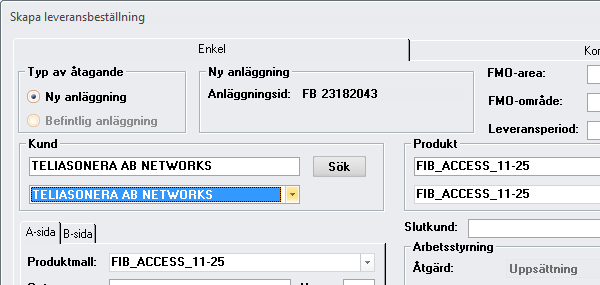 Skapa leveransbeställning
Enkel
Typ av åtagande
Ny anläggning
Befintlig anläggning
Ny anläggning
Anläggningsid: FB 23182043
FMO-area:
FMO-område:
Leveransperiod:
Kund
TELIASONERA AB NETWORKS
Sök
TELIASONERA AB NETWORKS
Produkt
FIB_ACCESS_11-25
FIB_ACCESS_11-25
Slutkund:
A-sida B-sida
Produktmall: FIB_ACCESS_11-25
Arbetsstyrning
Åtgärd: Uppsättning